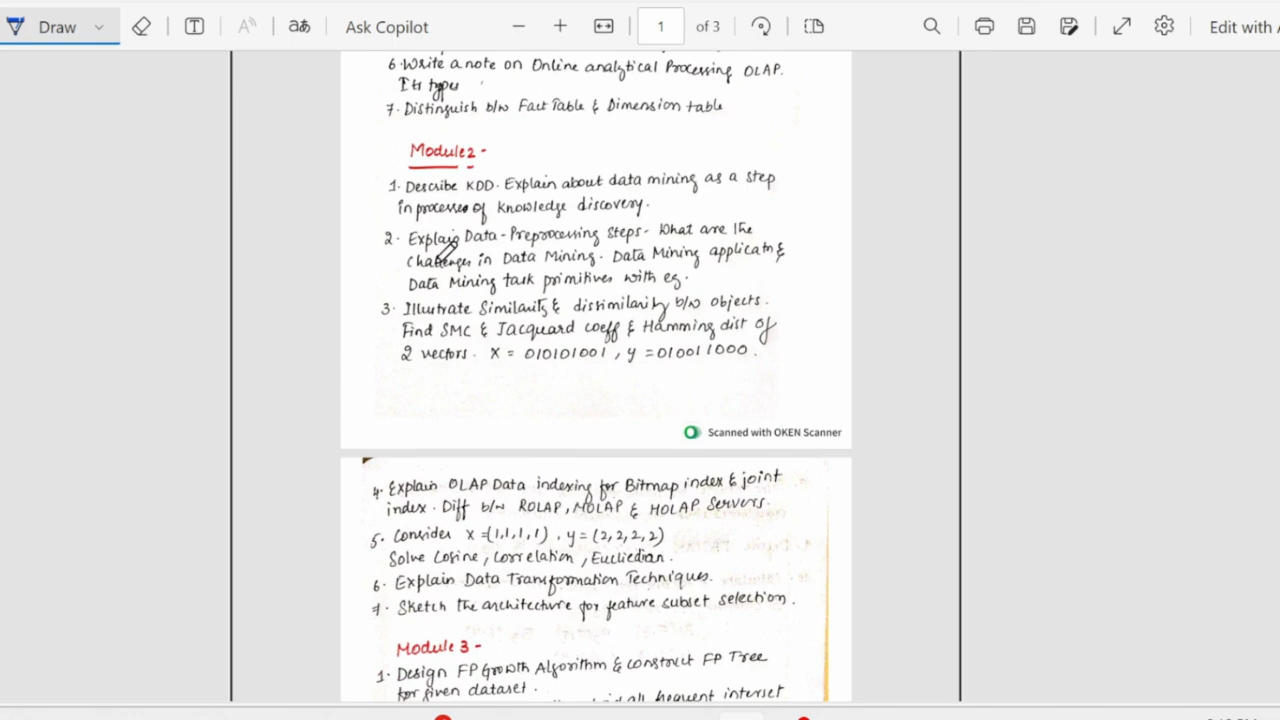 Draw
Ask Copilot
1 of 3
Edit with A
6. Write a note on Online analytical Processing OLAP.
Its types
7. Distinguish b/w Fact Table & Dimension table
Module 2 -
1. Describe KDD. Explain about data mining as a step
in process of knowledge discovery.
2. Explain Data-Preprocessing Steps - What are the
challenges in Data Mining. Data Mining applicatn &
Data Mining task primitives with eg.
3. Illustrate Similarity & dissimilarity b/w objects.
Find SMC & Jacquard coeff & Hamming dist of
2 vectors. x = 010101001, y = 010011000.
Scanned with OKEN Scanner
4. Explain OLAP Data indexing for Bitmap index & joint
index. Diff b/w ROLAP, MOLAP & HOLAP Servers.
5. Consider x = (1,1,1,1), y = (2,2,2,2)
Solve Cosine, Correlation, Eucliedian.
6. Explain Data Transformation Techniques.
7. Sketch the architecture for feature subset selection.
Module 3 -
1. Design FP Growth Algorithm & construct FP Tree
for given dataset.
all frequent interset